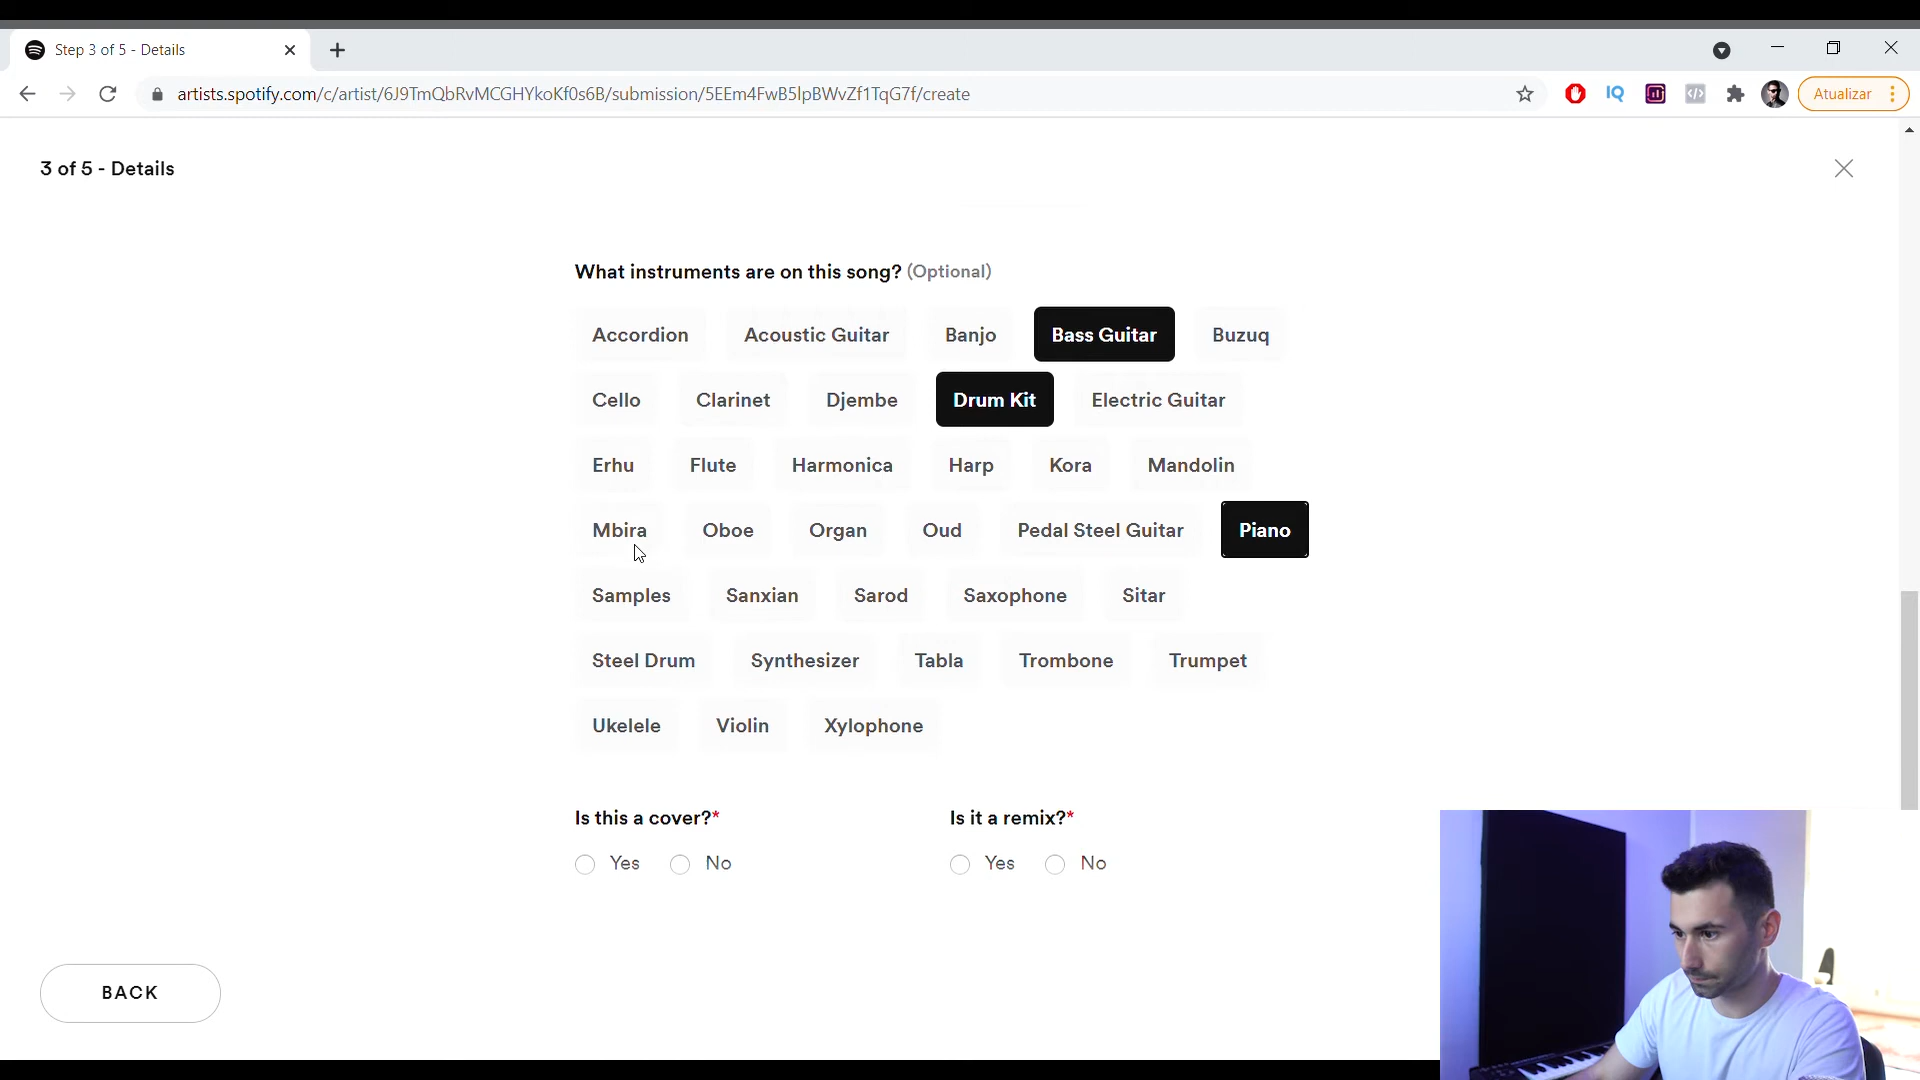 Step 3 of 5 - Details
artists.spotify.com/c/artist/6J9TmQbRvMCGHYkoKf0s6B/submission/5EEm4FwB5lpBWvZf1TqG7f/create
IQ
Atualizar
3 of 5 - Details
What instruments are on this song? (Optional)
Accordion Acoustic Guitar Banjo Bass Guitar Buzuq
Cello Clarinet Djembe Drum Kit Electric Guitar
Erhu Flute Harmonica Harp Kora Mandolin
Mbira Oboe Organ Oud Pedal Steel Guitar Piano
Samples Sanxian Sarod Saxophone Sitar
Steel Drum Synthesizer Tabla Trombone Trumpet
Ukelele Violin Xylophone
Is this a cover?* Is it a remix?*
Yes No Yes No
BACK